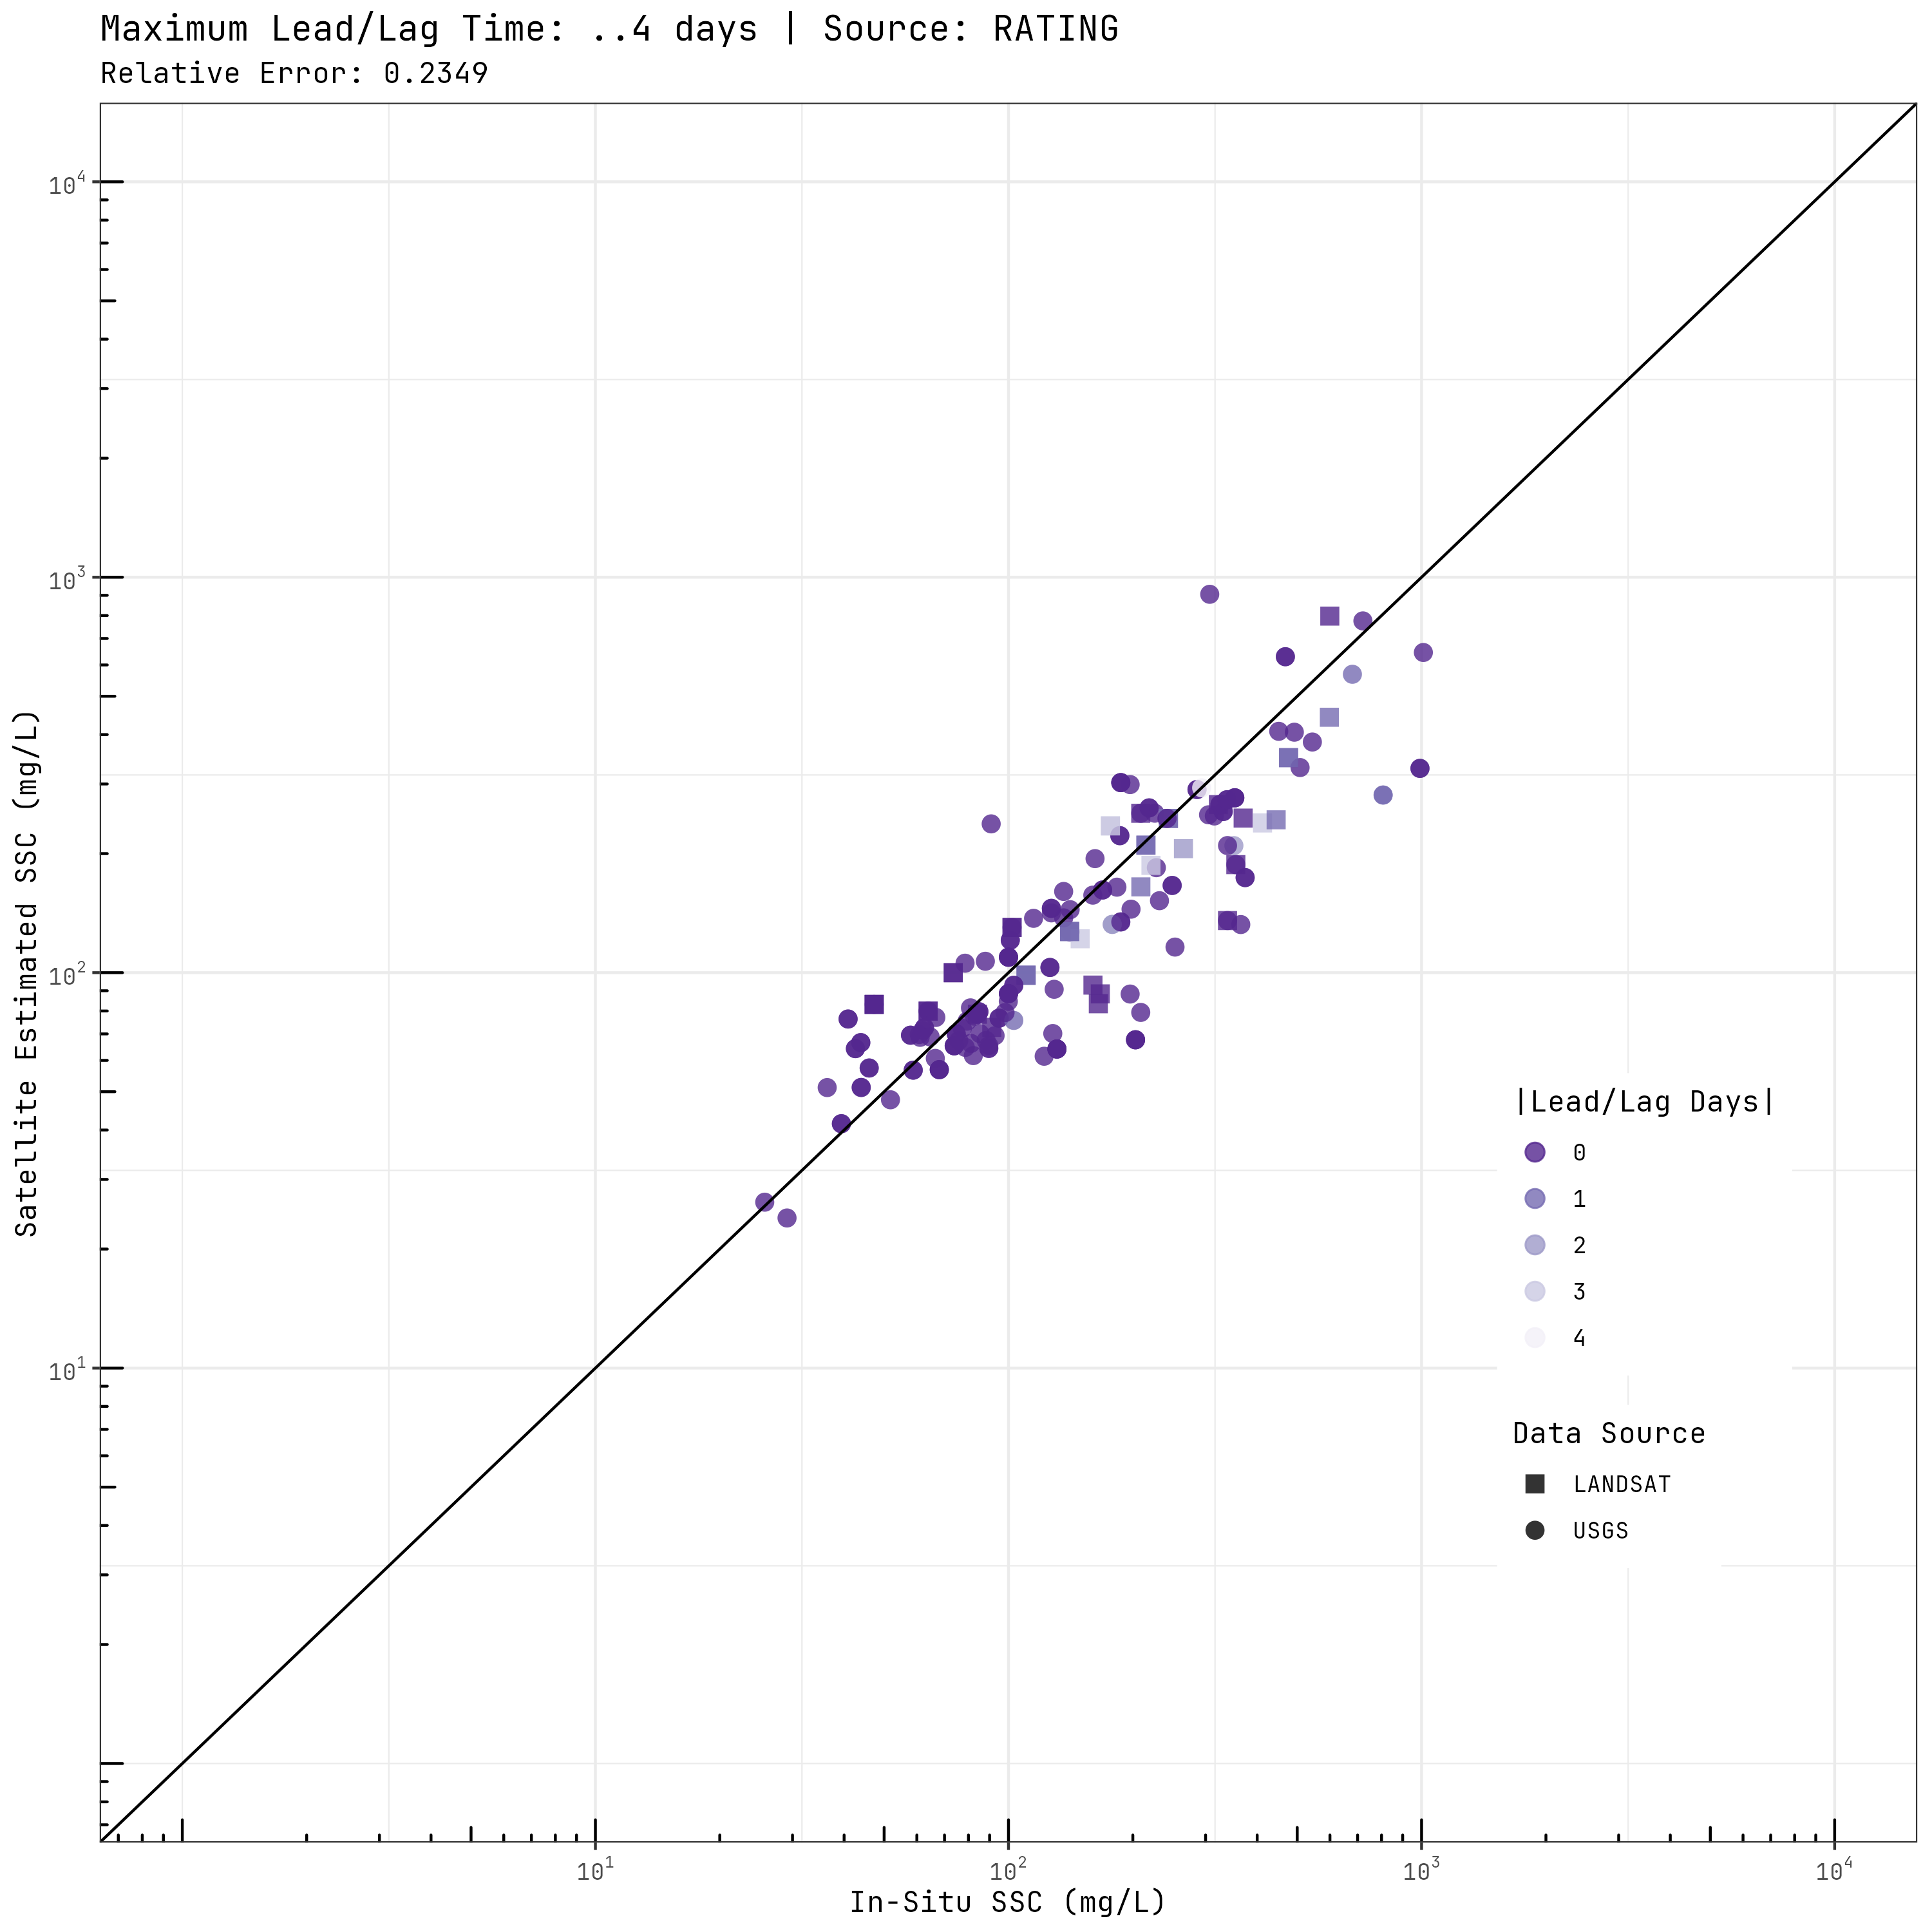 Maximum Lead/Lag Time: ..4 days | Source: RATING
Relative Error: 0.2349
10⁴
10³
10²
10¹
Satellite Estimated SSC (mg/L)
|Lead/Lag Days|
0
1
2
3
4
Data Source
LANDSAT
USGS
10¹ 10² 10³ 10⁴
In-Situ SSC (mg/L)